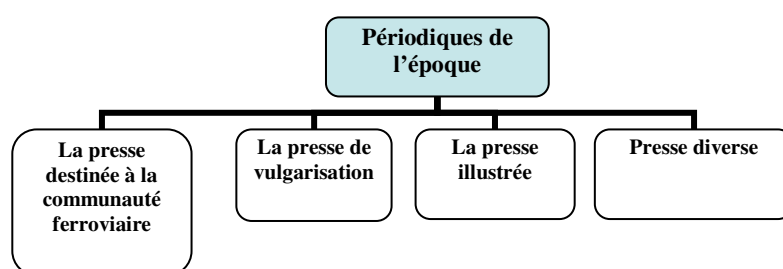 Périodiques de
l'époque
La presse
destinée à la
communauté
ferroviaire
La presse de
vulgarisation
La presse
illustrée
Presse diverse